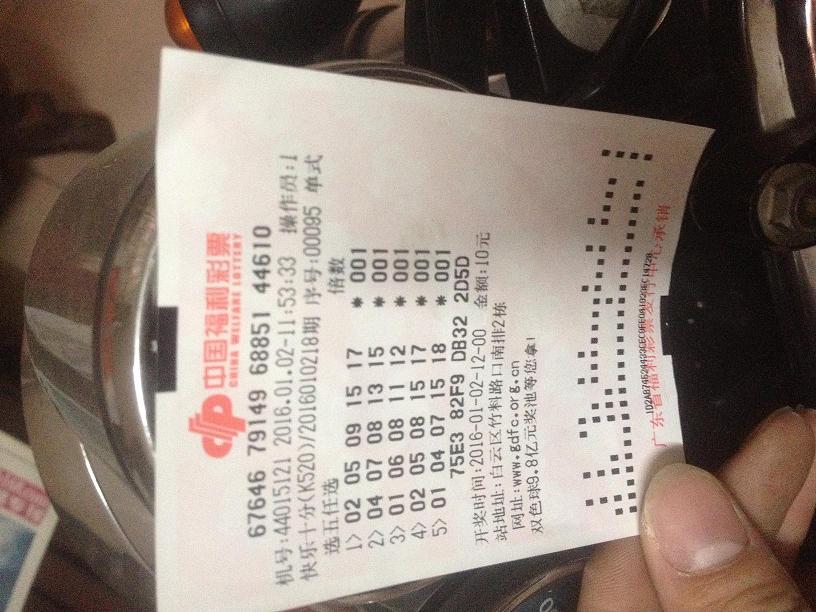 中国福利彩票
CHINA WELFARE LOTTERY
67646 79149 68851 44610
机号:44015121 2016.01.02-11:53:33 操作员:1
快乐十分(K520)/2016010218期 序号:00095 单式
选五任选 倍数
1> 02 05 09 15 17 * 001
2> 04 07 08 13 15 * 001
3> 01 06 08 11 12 * 001
4> 02 05 08 15 17 * 001
5> 01 04 07 15 18 * 001
75E3 82F9 DB32 2D5D
开奖时间:2016-01-02-12-00 金额:10元
站地址:白云区竹料路口南排2栋
网址:www.gdfc.org.cn
双色球9.8亿元奖池等您拿!
广东省福利彩票发行中心承销